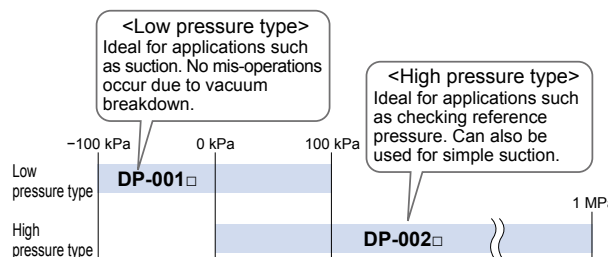 <Low pressure type>
Ideal for applications such
as suction. No mis-operations
occur due to vacuum
breakdown.
<High pressure type>
Ideal for applications such
as checking reference
pressure. Can also be
used for simple suction.
−100 kPa 0 kPa 100 kPa
Low
pressure type
DP-001□
1 MPa
High
pressure type
DP-002□